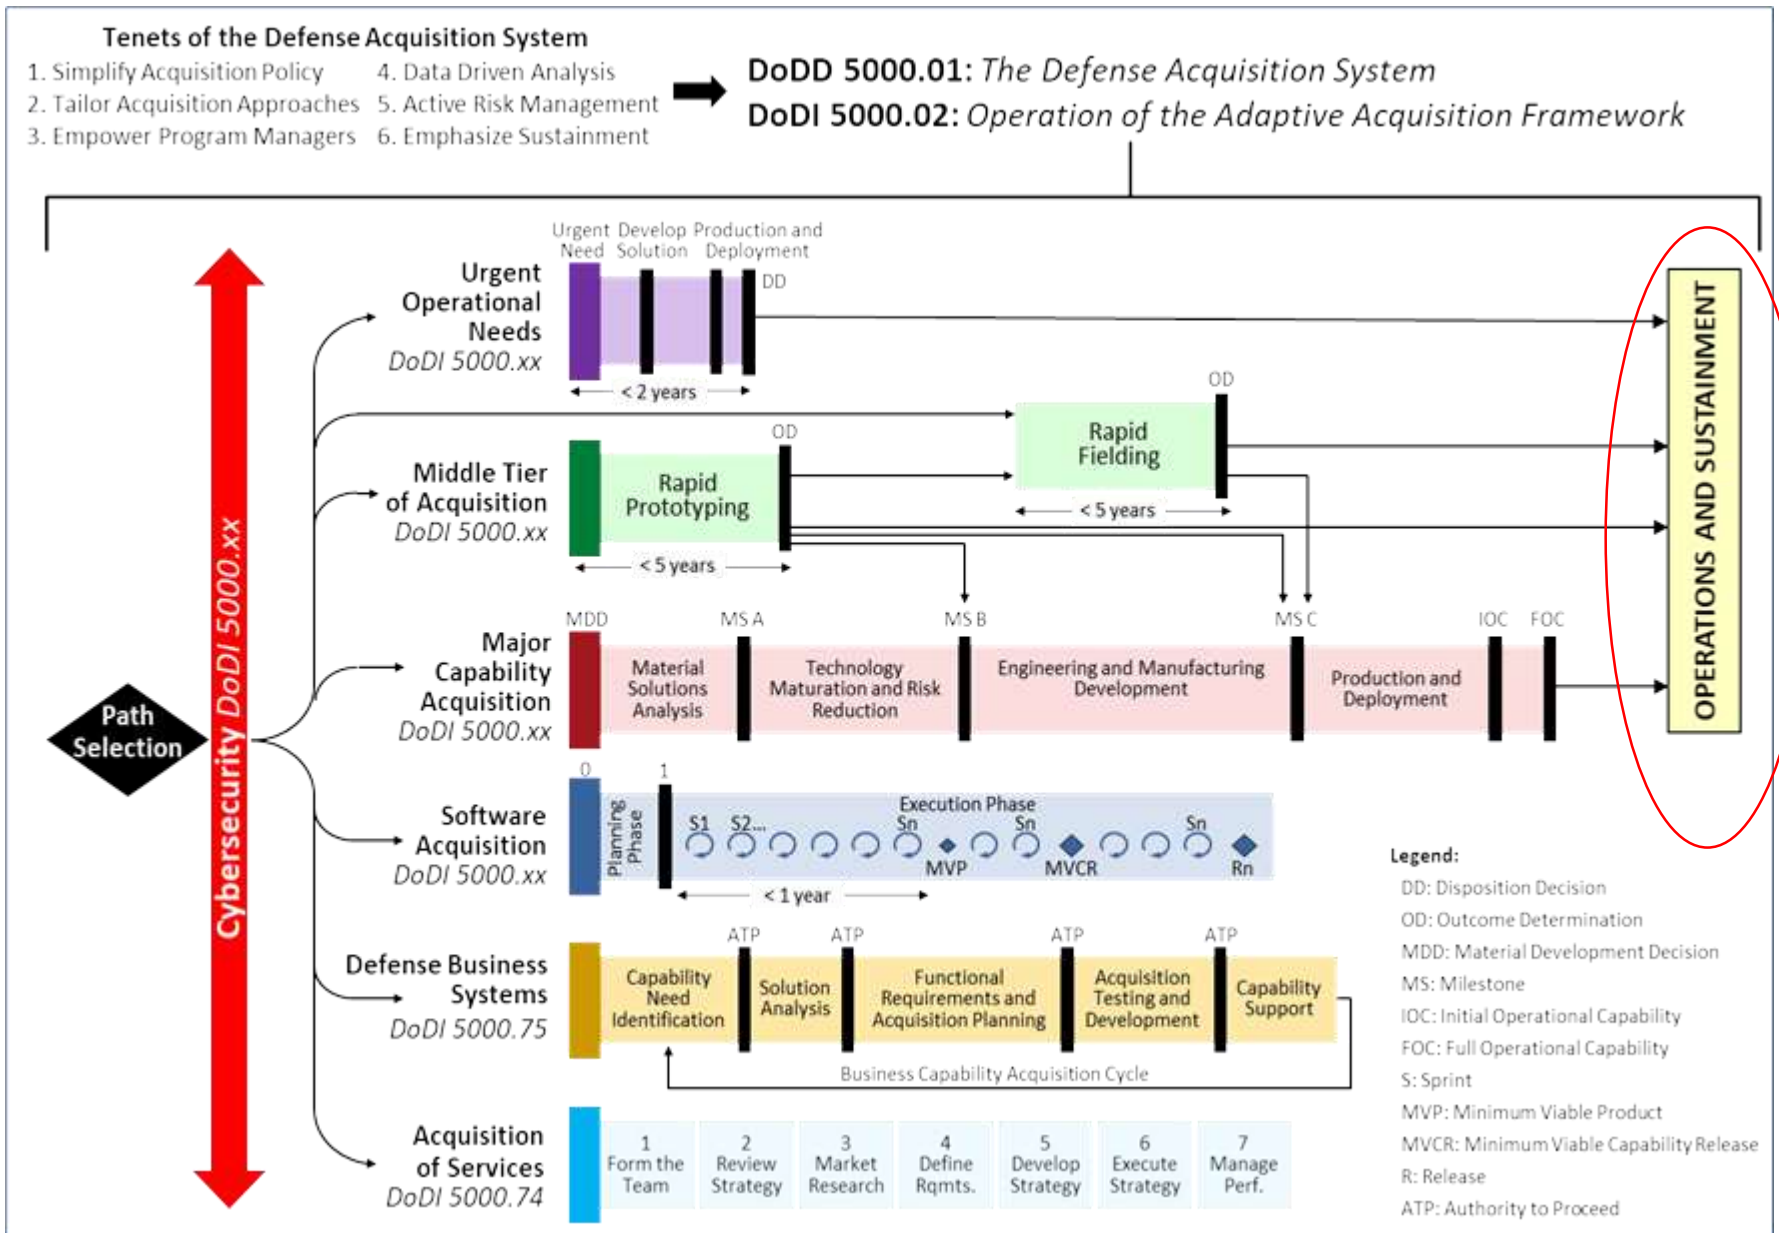 Tenets of the Defense Acquisition System
1. Simplify Acquisition Policy
2. Tailor Acquisition Approaches
3. Empower Program Managers
4. Data Driven Analysis
5. Active Risk Management
6. Emphasize Sustainment
DoDD 5000.01: The Defense Acquisition System
DoDI 5000.02: Operation of the Adaptive Acquisition Framework
Path
Selection
Cybersecurity DoDI 5000.xx
Urgent
Operational
Needs
DoDI 5000.xx
Urgent
Need
Develop
Solution
Production and
Deployment
DD
< 2 years
Middle Tier
of Acquisition
DoDI 5000.xx
Rapid
Prototyping
OD
< 5 years
Rapid
Fielding
OD
< 5 years
Major
Capability
Acquisition
DoDI 5000.xx
MDD
Material
Solutions
Analysis
MS A
Technology
Maturation and Risk
Reduction
MS B
Engineering and Manufacturing
Development
MS C
Production and
Deployment
IOC
FOC
OPERATIONS AND SUSTAINMENT
Software
Acquisition
DoDI 5000.xx
0
Planning
Phase
1
Execution Phase
S1
S2...
Sn
Sn
Sn
MVP
MVCR
Rn
< 1 year
Defense Business
Systems
DoDI 5000.75
Capability
Need
Identification
ATP
Solution
Analysis
ATP
Functional
Requirements and
Acquisition Planning
ATP
Acquisition
Testing and
Development
ATP
Capability
Support
Business Capability Acquisition Cycle
Acquisition
of Services
DoDI 5000.74
1
Form the
Team
2
Review
Strategy
3
Market
Research
4
Define
Rqmts.
5
Develop
Strategy
6
Execute
Strategy
7
Manage
Perf.
Legend:
DD: Disposition Decision
OD: Outcome Determination
MDD: Material Development Decision
MS: Milestone
IOC: Initial Operational Capability
FOC: Full Operational Capability
S: Sprint
MVP: Minimum Viable Product
MVCR: Minimum Viable Capability Release
R: Release
ATP: Authority to Proceed